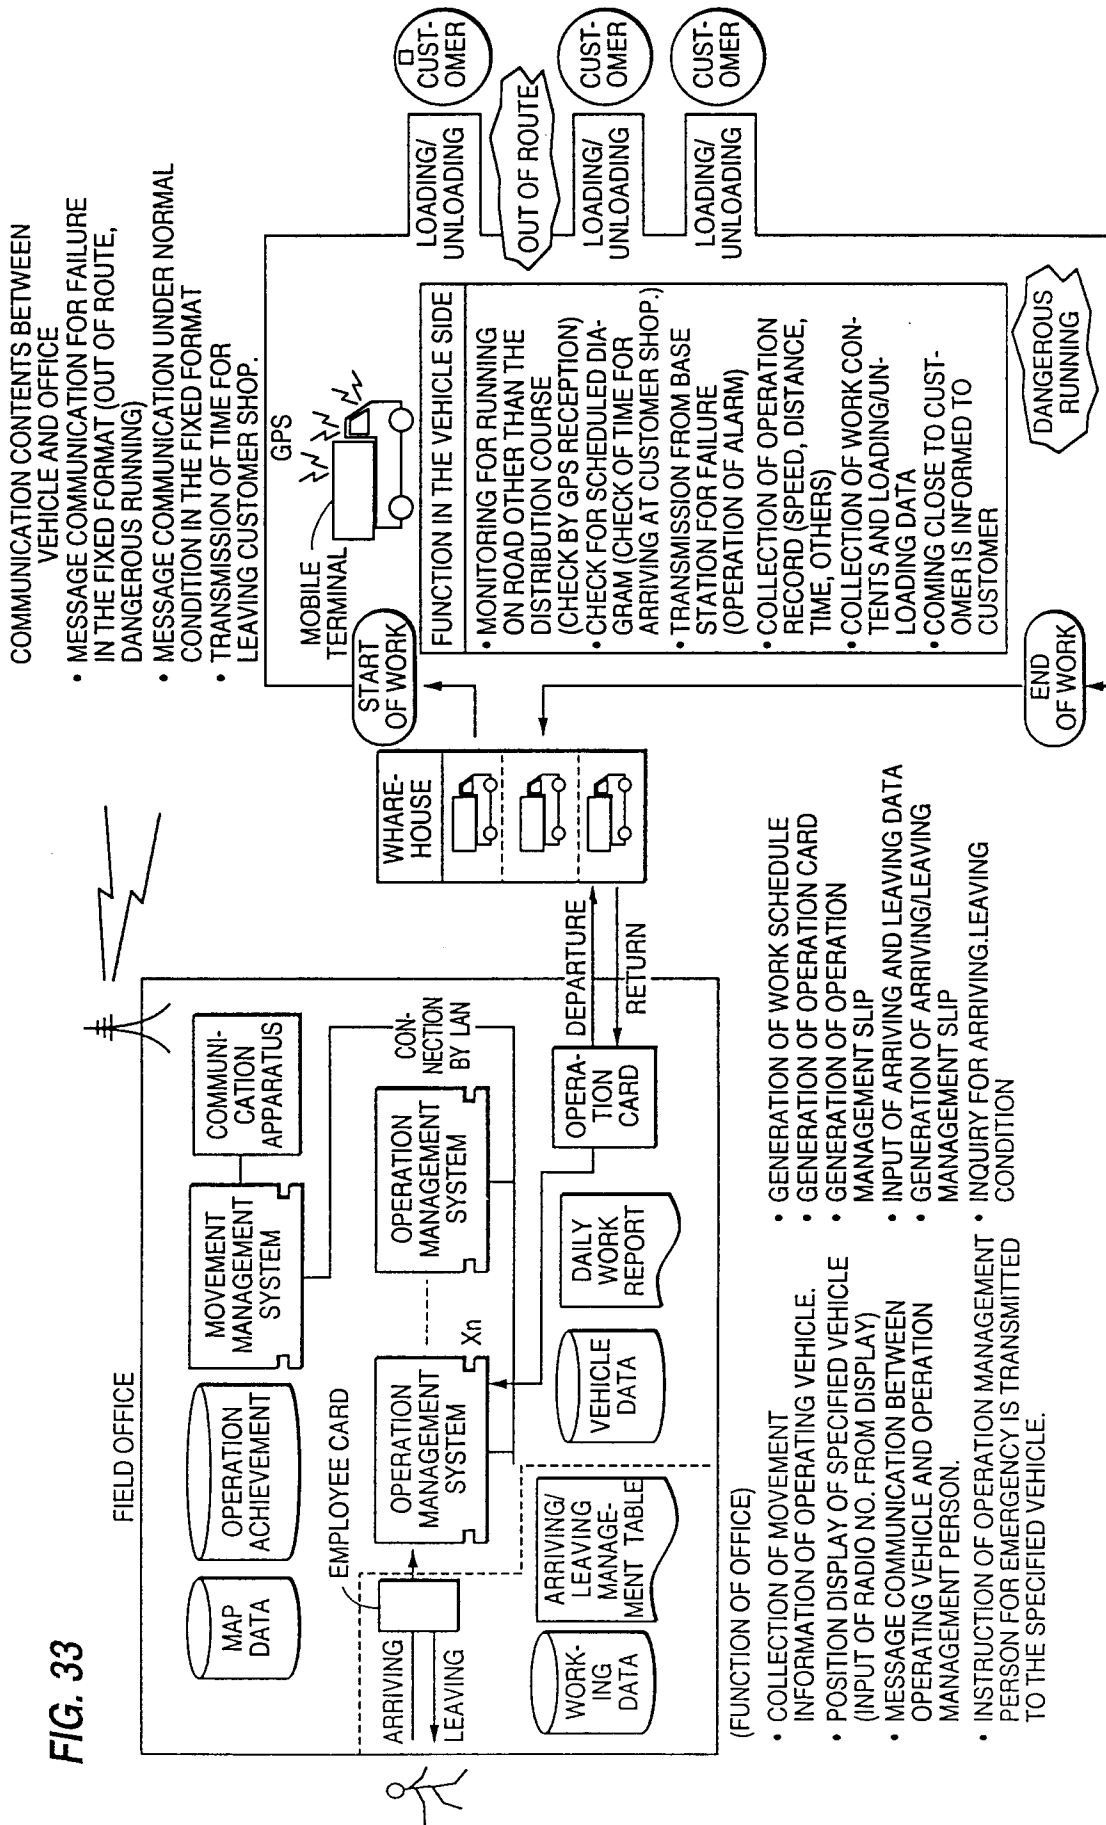 FIG. 33
FIELD OFFICE
MAP
DATA
OPERATION
ACHIEVEMENT
MOVEMENT
MANAGEMENT
SYSTEM
COMMUNI-
CATION
APPARATUS
EMPLOYEE CARD
ARRIVING
LEAVING
OPERATION
MANAGEMENT
SYSTEM
Xn
OPERATION
MANAGEMENT
SYSTEM
CON-
NECTION
BY LAN
WORK-
ING
DATA
ARRIVING/
LEAVING
MANAGE-
MENT TABLE
VEHICLE
DATA
DAILY
WORK
REPORT
OPERA-
TION
CARD
DEPARTURE
RETURN
WHARE-
HOUSE
(FUNCTION OF OFFICE)
• COLLECTION OF MOVEMENT
INFORMATION OF OPERATING VEHICLE.
• POSITION DISPLAY OF SPECIFIED VEHICLE
(INPUT OF RADIO NO. FROM DISPLAY)
• MESSAGE COMMUNICATION BETWEEN
OPERATING VEHICLE AND OPERATION
MANAGEMENT PERSON.
• INSTRUCTION OF OPERATION MANAGEMENT
PERSON FOR EMERGENCY IS TRANSMITTED
TO THE SPECIFIED VEHICLE.
• GENERATION OF WORK SCHEDULE
• GENERATION OF OPERATION CARD
• GENERATION OF OPERATION
MANAGEMENT SLIP
• INPUT OF ARRIVING AND LEAVING DATA
• GENERATION OF ARRIVING/LEAVING
MANAGEMENT SLIP
• INQUIRY FOR ARRIVING.LEAVING
CONDITION
COMMUNICATION CONTENTS BETWEEN
VEHICLE AND OFFICE
• MESSAGE COMMUNICATION FOR FAILURE
IN THE FIXED FORMAT (OUT OF ROUTE,
DANGEROUS RUNNING)
• MESSAGE COMMUNICATION UNDER NORMAL
CONDITION IN THE FIXED FORMAT
• TRANSMISSION OF TIME FOR
LEAVING CUSTOMER SHOP.
GPS
MOBILE
TERMINAL
START
OF WORK
FUNCTION IN THE VEHICLE SIDE
• MONITORING FOR RUNNING
ON ROAD OTHER THAN THE
DISTRIBUTION COURSE
(CHECK BY GPS RECEPTION)
• CHECK FOR SCHEDULED DIA-
GRAM (CHECK OF TIME FOR
ARRIVING AT CUSTOMER SHOP.)
• TRANSMISSION FROM BASE
STATION FOR FAILURE
(OPERATION OF ALARM)
• COLLECTION OF OPERATION
RECORD (SPEED, DISTANCE,
TIME, OTHERS)
• COLLECTION OF WORK CON-
TENTS AND LOADING/UN-
LOADING DATA
• COMING CLOSE TO CUST-
OMER IS INFORMED TO
CUSTOMER
END
OF WORK
LOADING/
UNLOADING
CUST-
OMER
OUT OF ROUTE
LOADING/
UNLOADING
CUST-
OMER
LOADING/
UNLOADING
CUST-
OMER
DANGEROUS
RUNNING